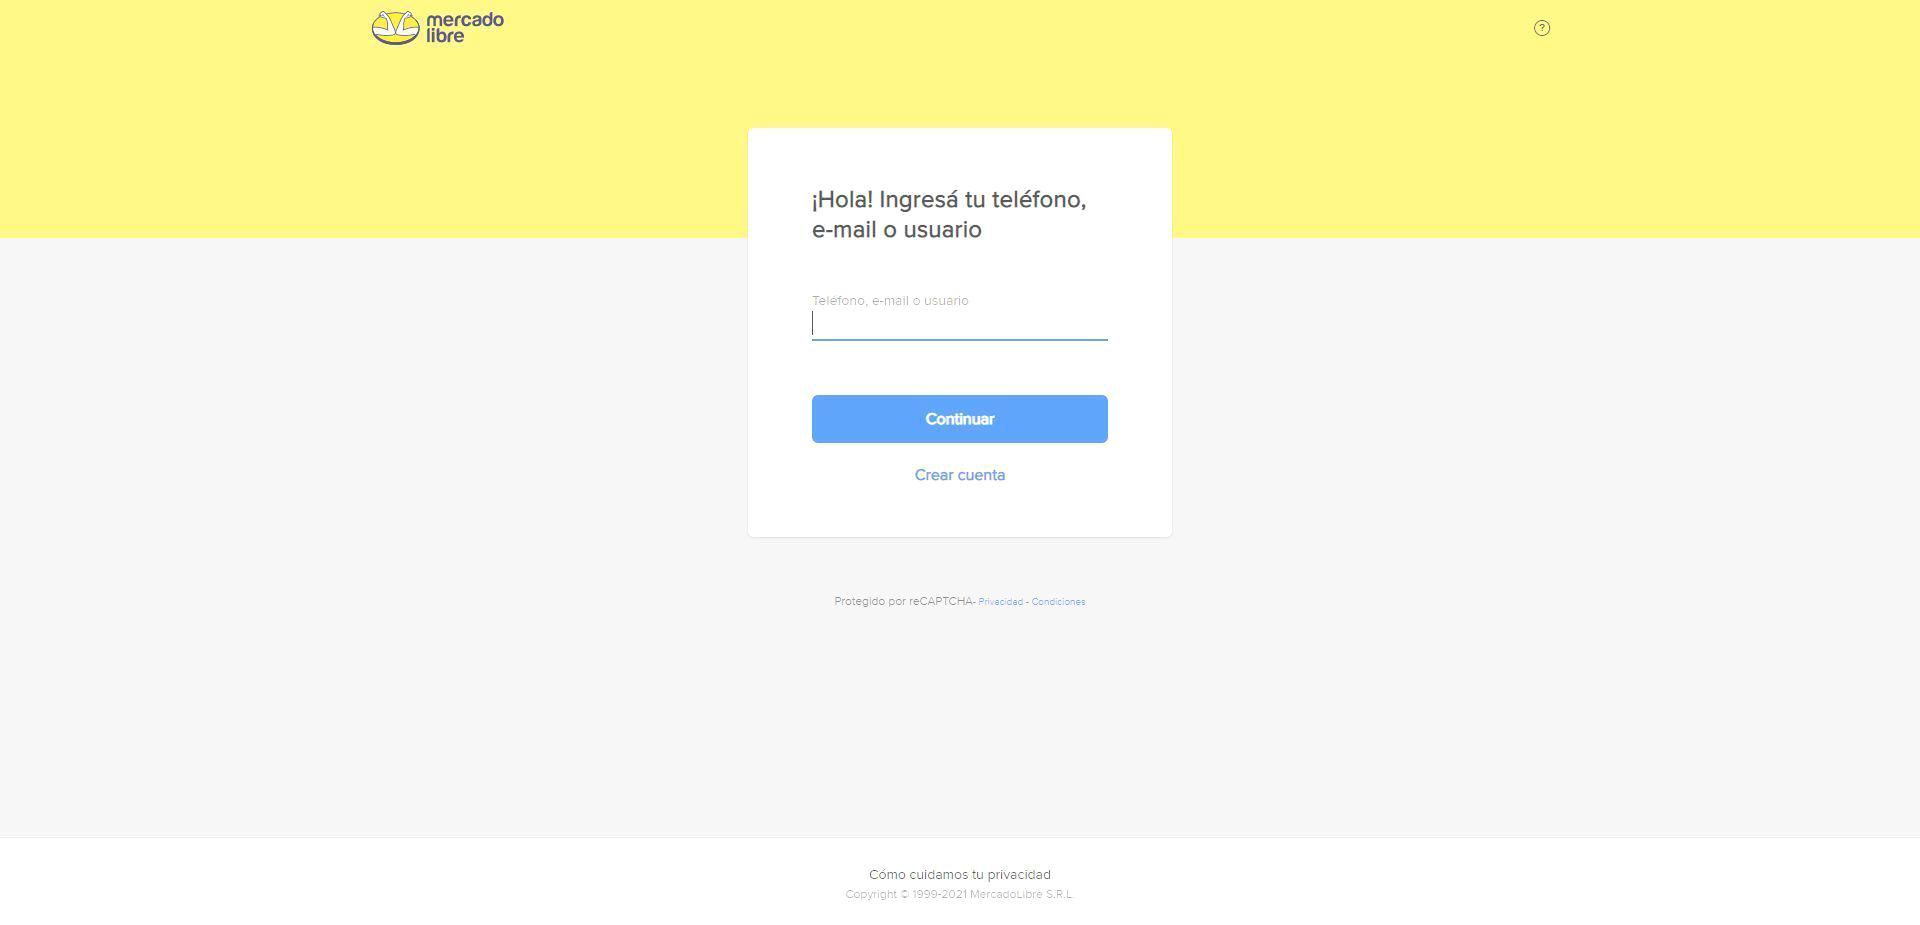 mercado
libre
?
¡Hola! Ingresá tu teléfono,
e-mail o usuario
Teléfono, e-mail o usuario
Continuar
Crear cuenta
Protegido por reCAPTCHA- Privacidad - Condiciones
Cómo cuidamos tu privacidad
Copyright © 1999-2021 MercadoLibre S.R.L.